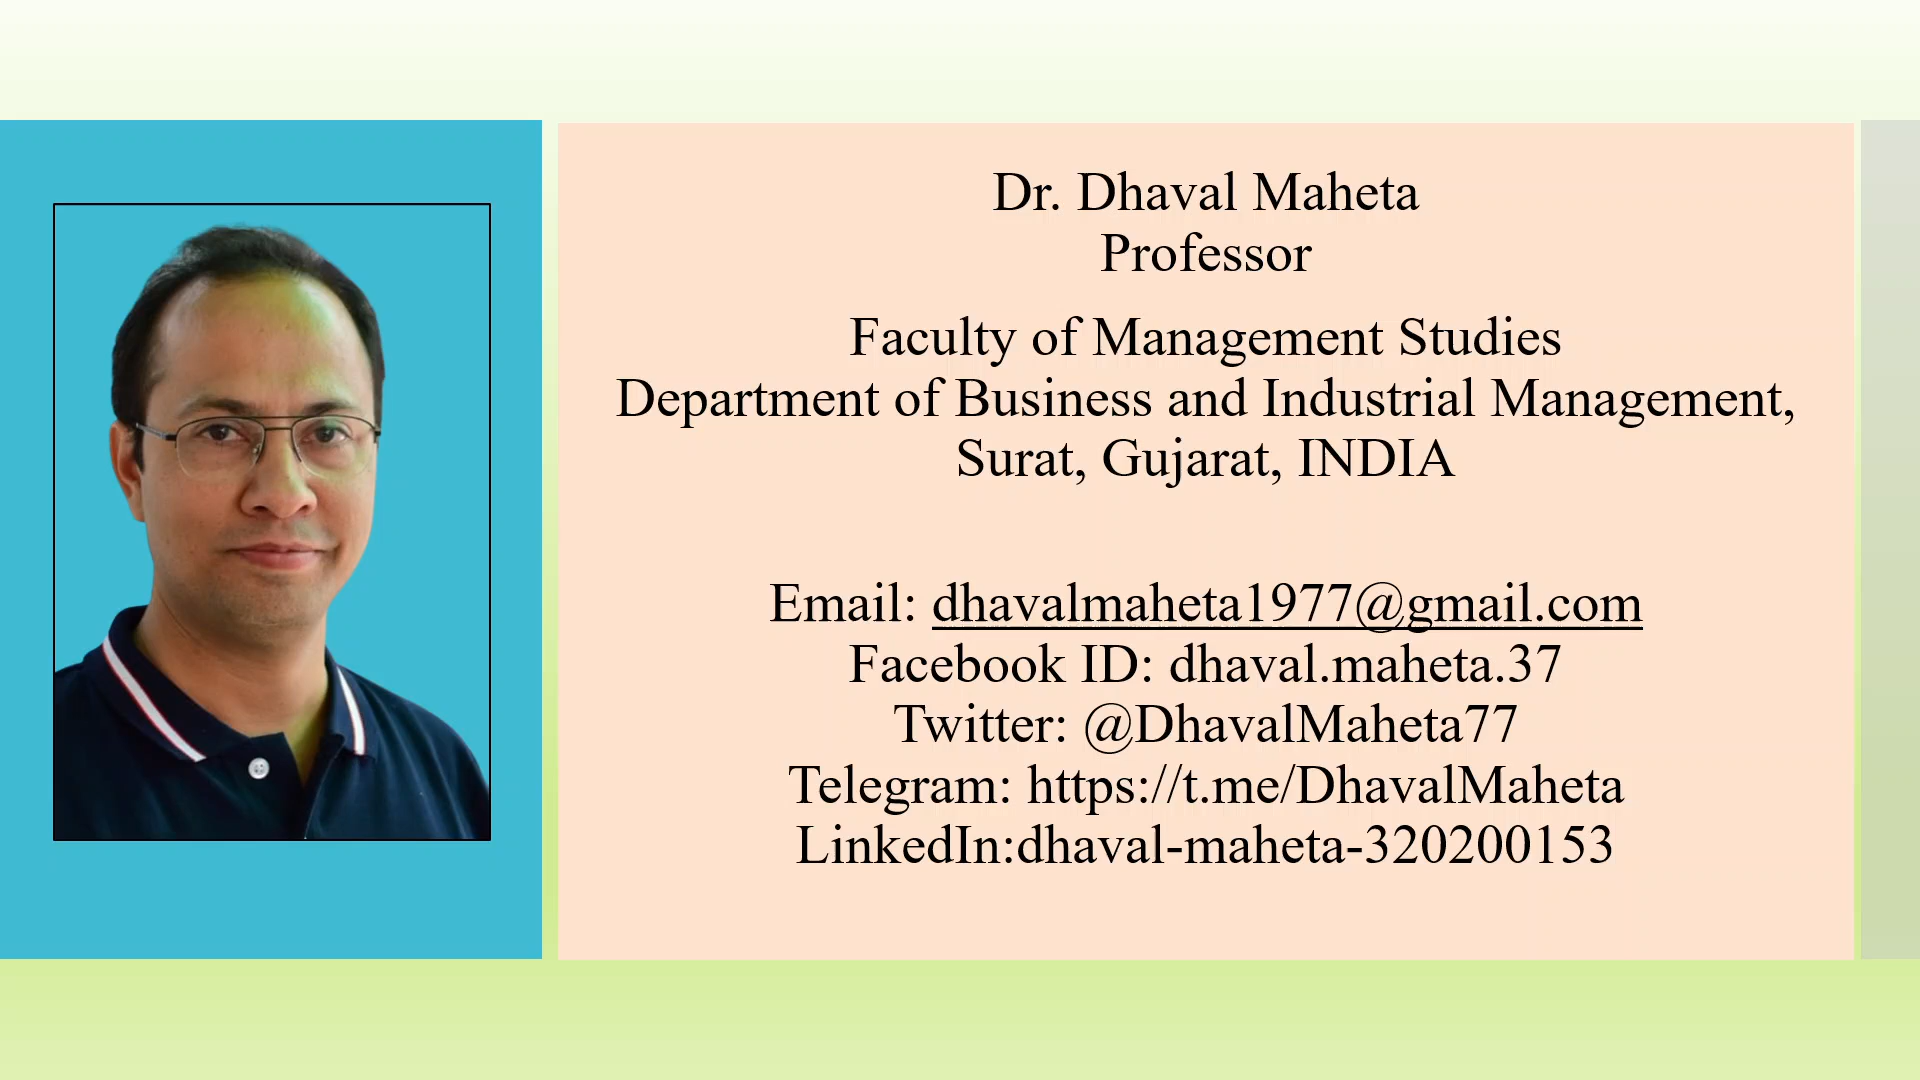 Dr. Dhaval Maheta
Professor
Faculty of Management Studies
Department of Business and Industrial Management,
Surat, Gujarat, INDIA
Email: dhavalmaheta1977@gmail.com
Facebook ID: dhaval.maheta.37
Twitter: @DhavalMaheta77
Telegram: https://t.me/DhavalMaheta
LinkedIn:dhaval-maheta-320200153